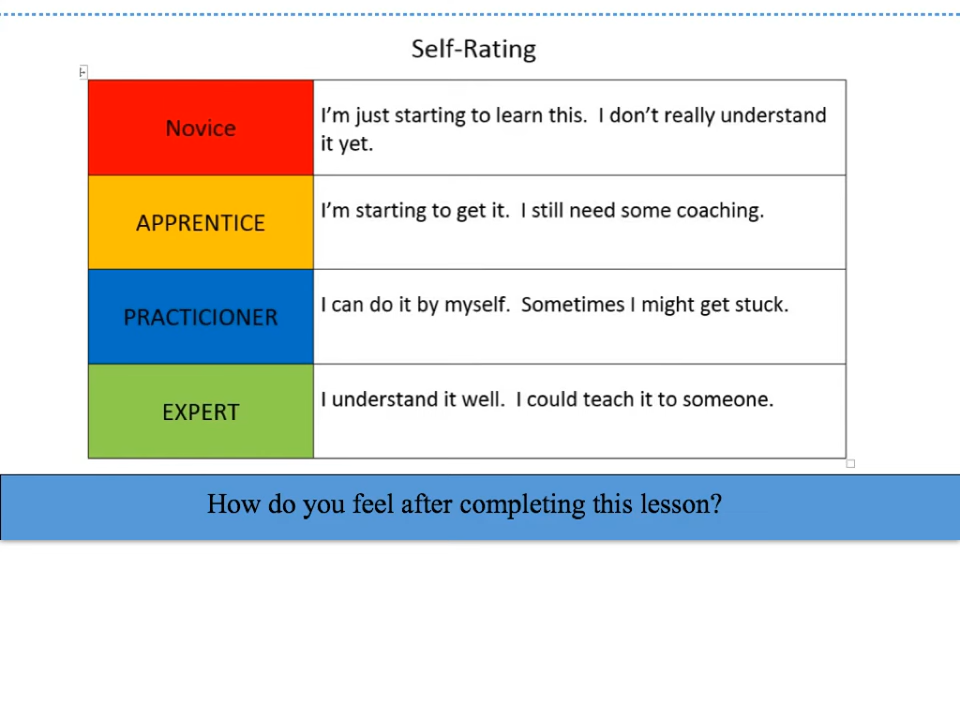 Self-Rating
Novice
I'm just starting to learn this.  I don't really understand
it yet.
APPRENTICE
I'm starting to get it.  I still need some coaching.
PRACTICIONER
I can do it by myself.  Sometimes I might get stuck.
EXPERT
I understand it well.  I could teach it to someone.
How do you feel after completing this lesson?